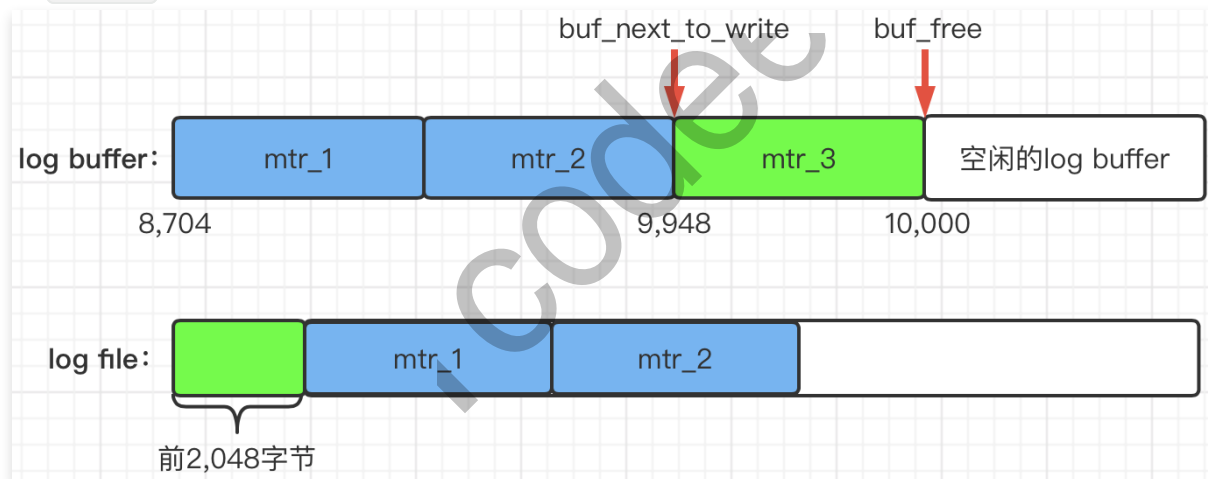 buf_next_to_write buf_free
log buffer： mtr_1 mtr_2 mtr_3 空闲的log buffer
8,704 9,948 10,000
log file： mtr_1 mtr_2
前2,048字节